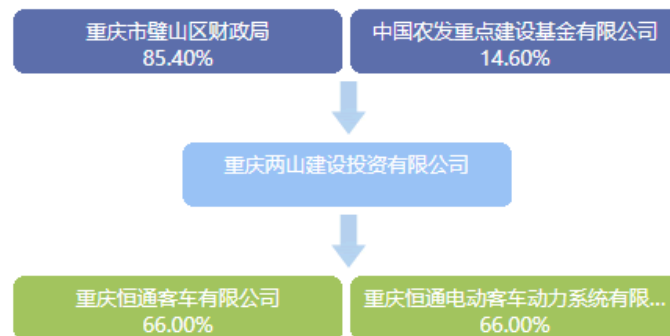 重庆市璧山区财政局
85.40%
中国农发重点建设基金有限公司
14.60%
重庆两山建设投资有限公司
重庆恒通客车有限公司
66.00%
重庆恒通电动客车动力系统有限...
66.00%